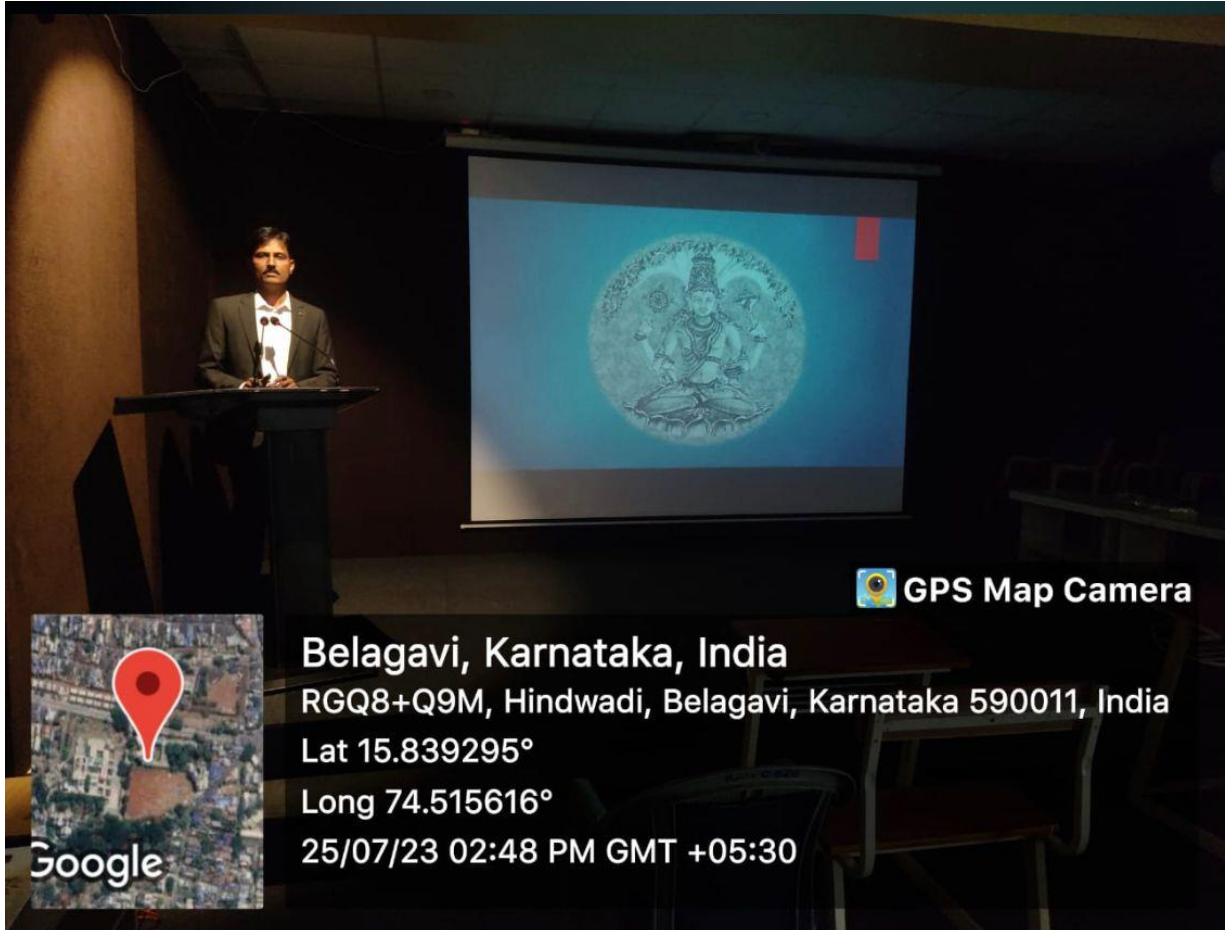 GPS Map Camera
Belagavi, Karnataka, India
RGQ8+Q9M, Hindwadi, Belagavi, Karnataka 590011, India
Lat 15.839295°
Long 74.515616°
25/07/23 02:48 PM GMT +05:30
Google